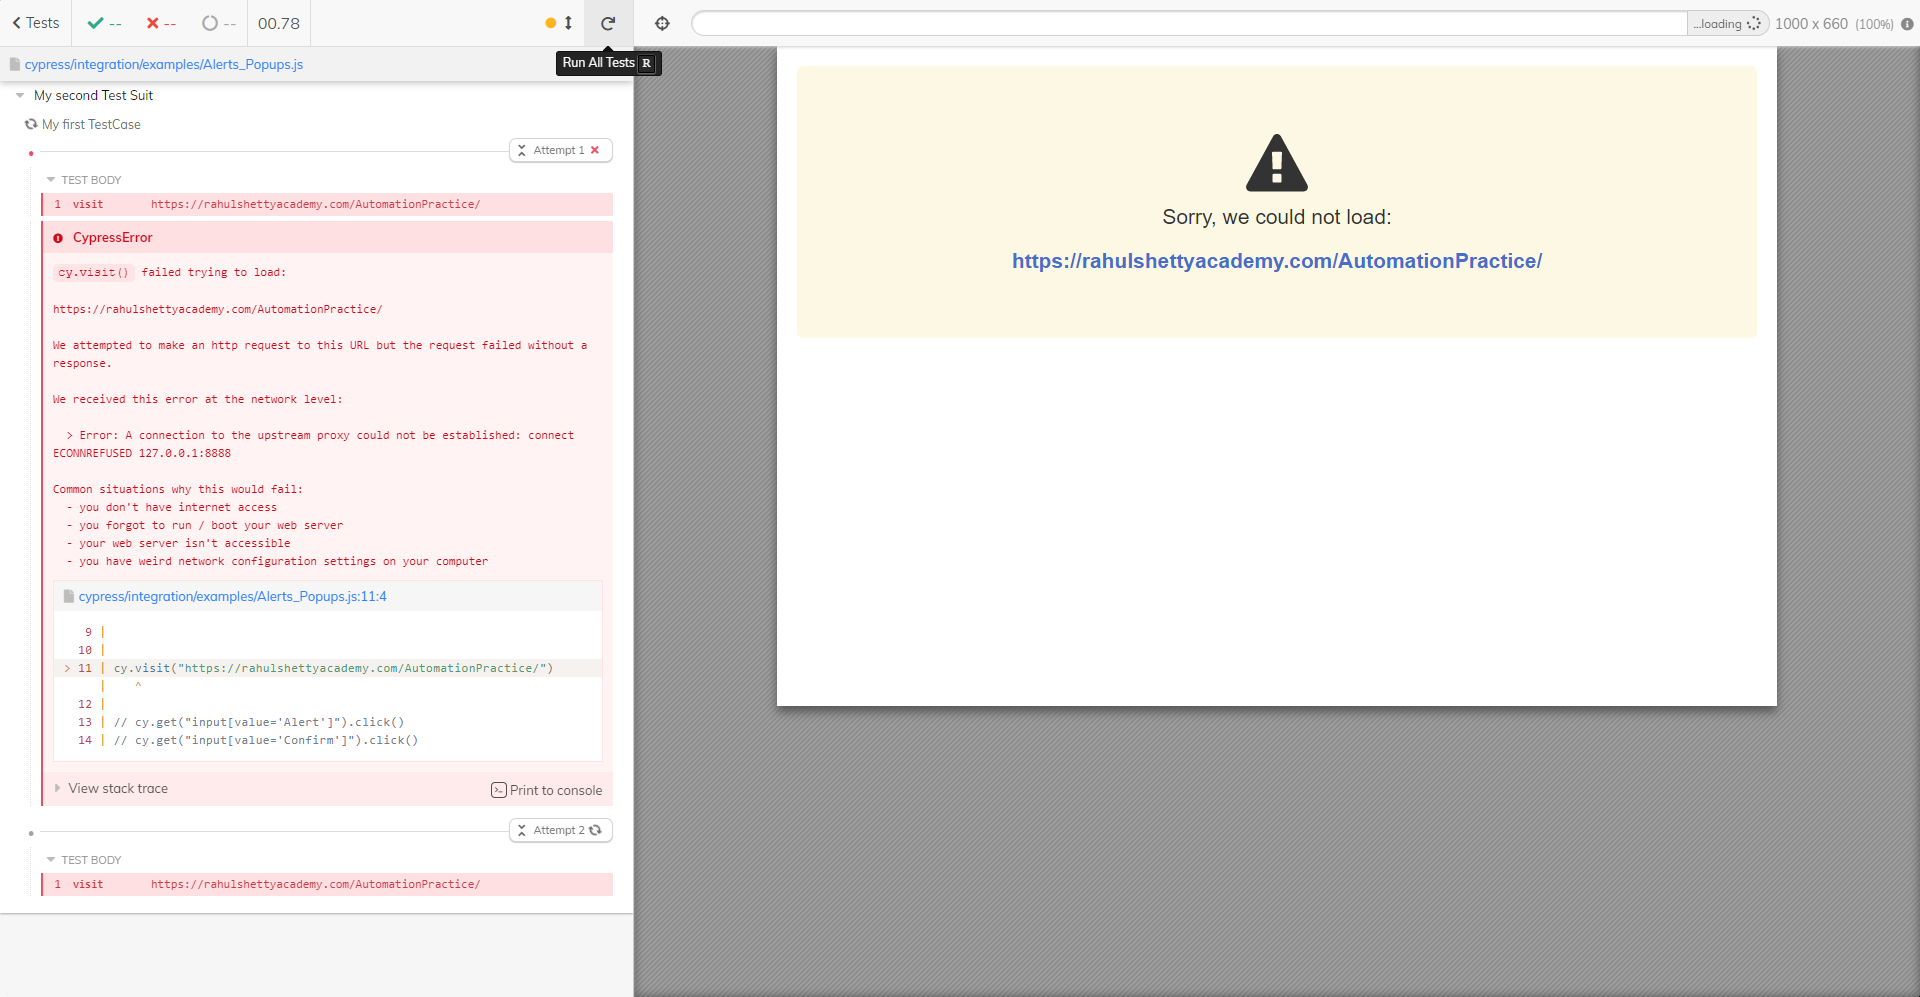 Tests
--
--
--
00.78
...loading
1000 x 660 (100%)
cypress/integration/examples/Alerts_Popups.js
Run All Tests R
My second Test Suit
My first TestCase
Attempt 1
TEST BODY
1 visit https://rahulshettyacademy.com/AutomationPractice/
CypressError
cy.visit() failed trying to load:
https://rahulshettyacademy.com/AutomationPractice/
We attempted to make an http request to this URL but the request failed without a
response.
We received this error at the network level:
> Error: A connection to the upstream proxy could not be established: connect
ECONNREFUSED 127.0.0.1:8888
Common situations why this would fail:
- you don't have internet access
- you forgot to run / boot your web server
- your web server isn't accessible
- you have weird network configuration settings on your computer
cypress/integration/examples/Alerts_Popups.js:11:4
9 |
10 |
> 11 | cy.visit("https://rahulshettyacademy.com/AutomationPractice/")
| ^
12 |
13 | // cy.get("input[value='Alert']").click()
14 | // cy.get("input[value='Confirm']").click()
View stack trace
Print to console
Attempt 2
TEST BODY
1 visit https://rahulshettyacademy.com/AutomationPractice/
Sorry, we could not load:
https://rahulshettyacademy.com/AutomationPractice/